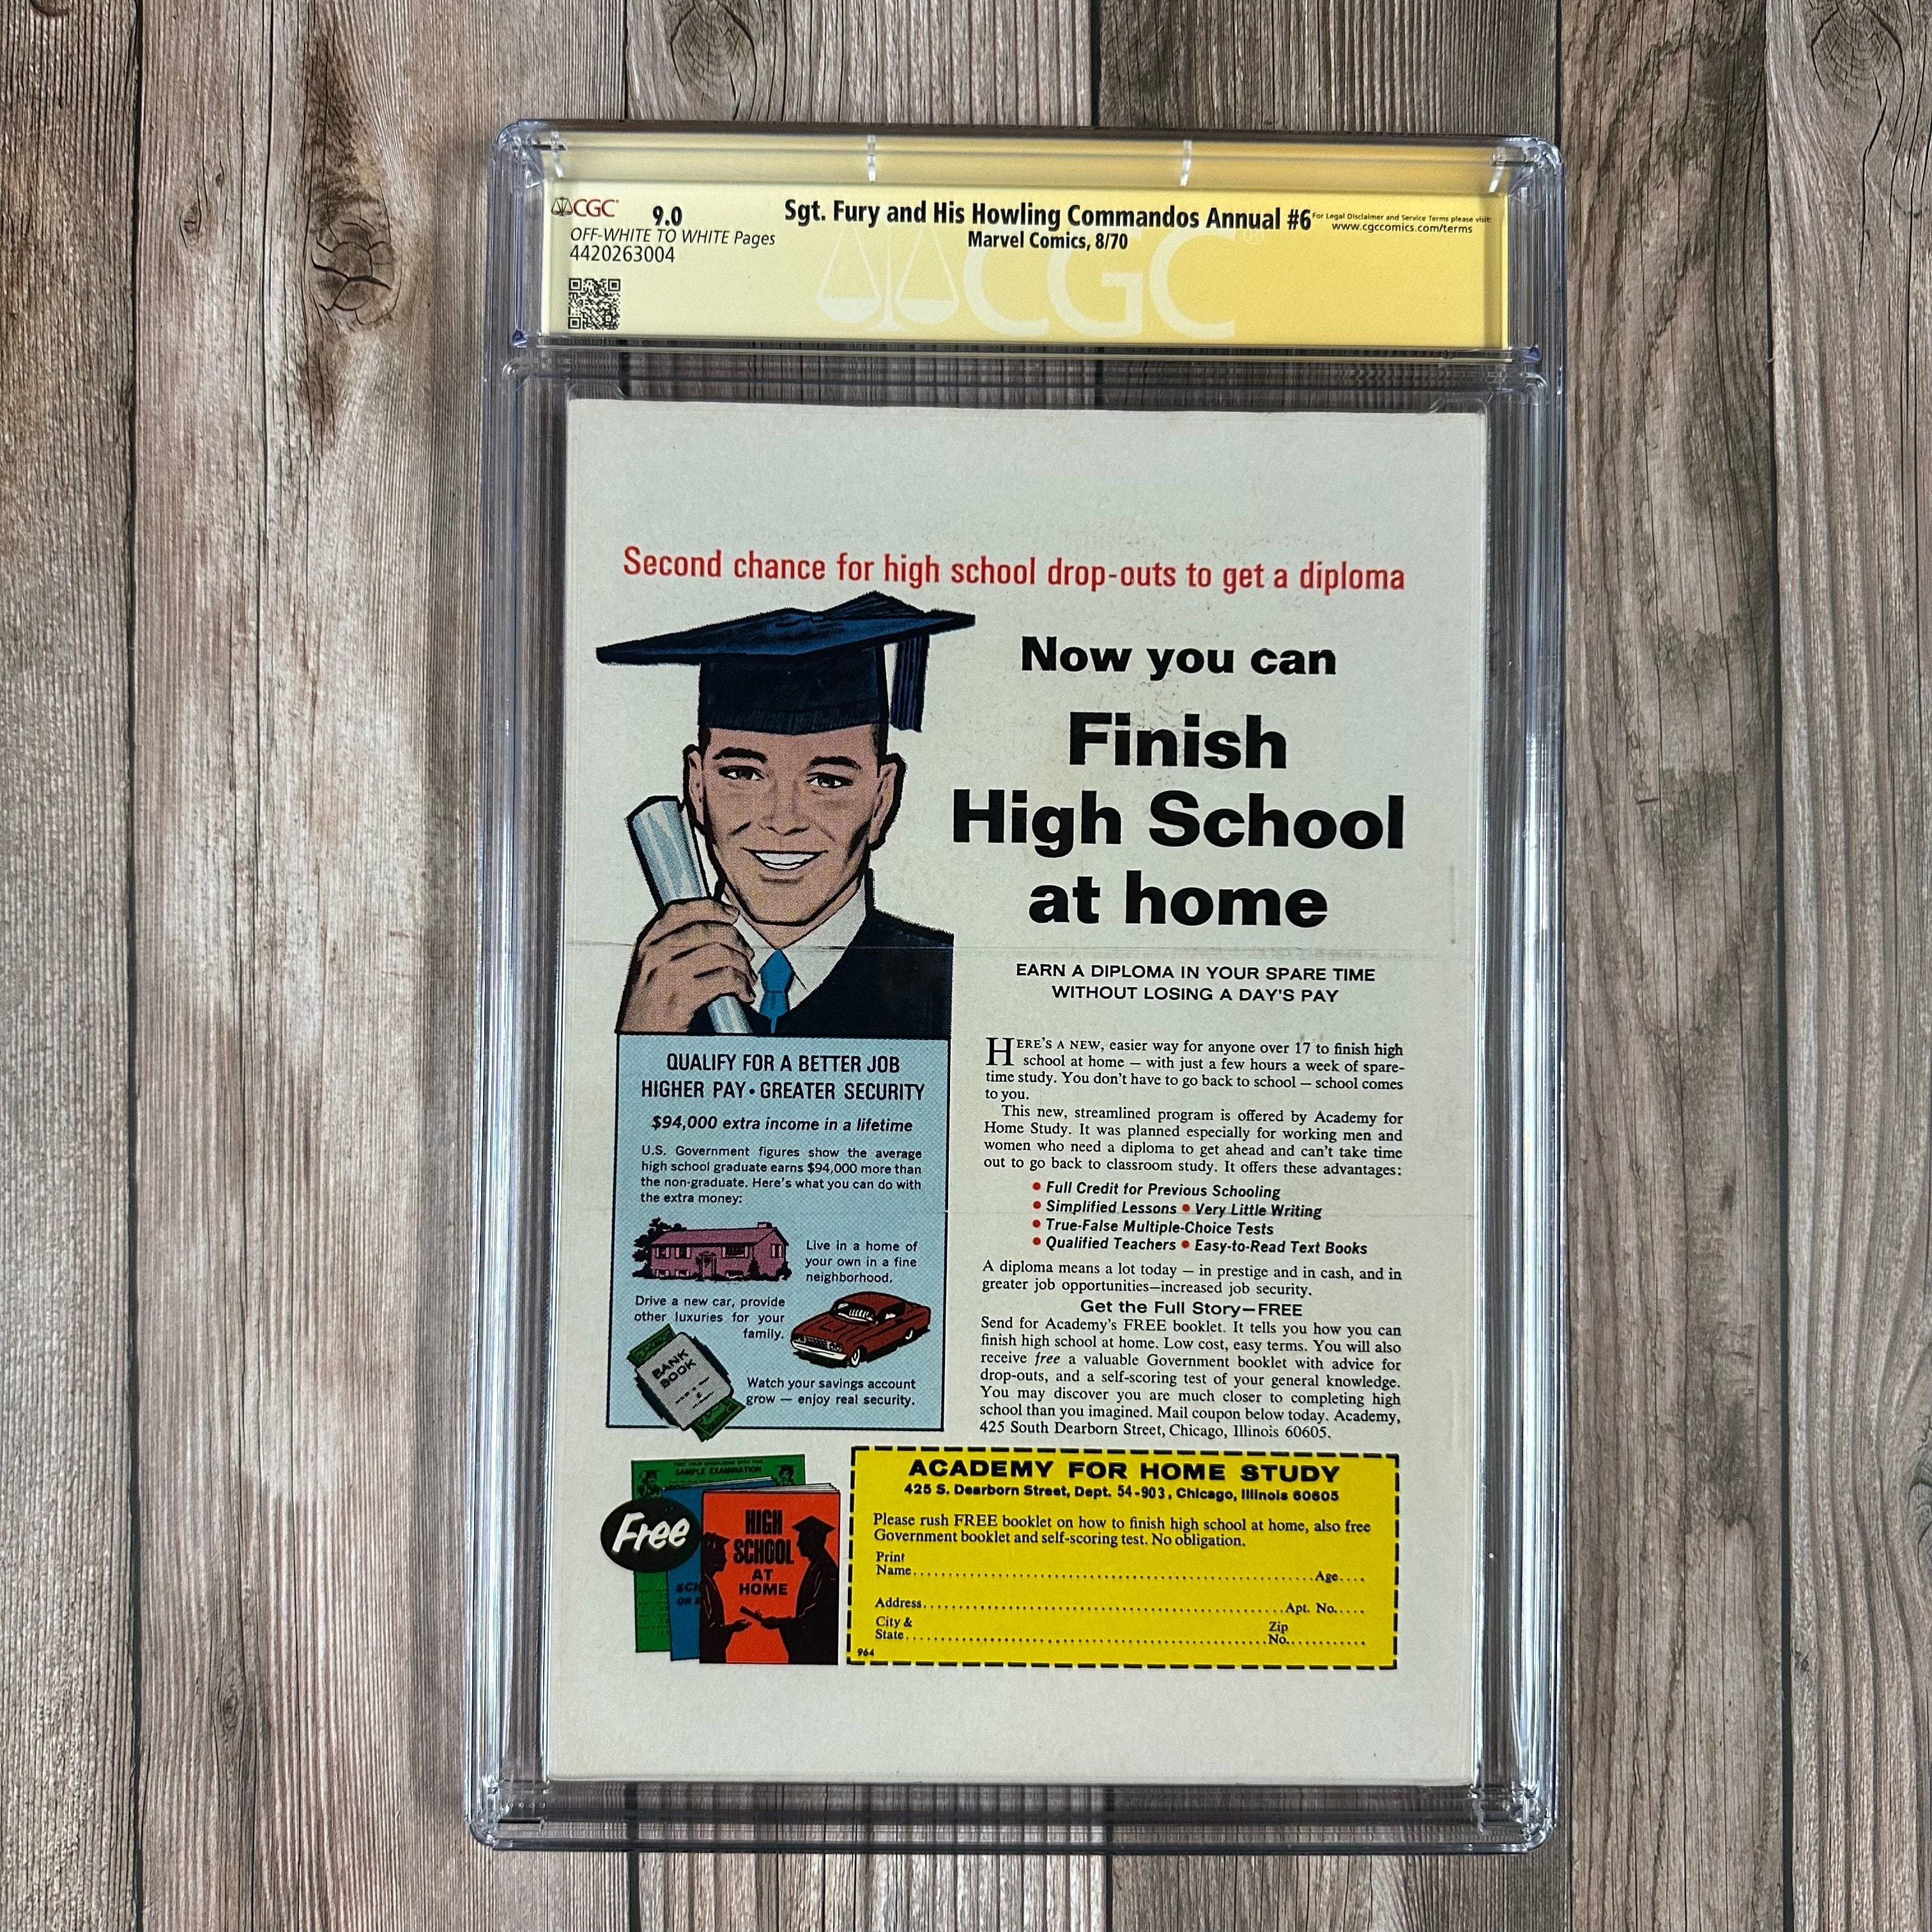 CGC
9.0
OFF-WHITE TO WHITE Pages
4420263004
Sgt. Fury and His Howling Commandos Annual #6
Marvel Comics, 8/70
For Legal Disclaimer and Service Terms please visit:
www.cgccomics.com/terms
CGC
Second chance for high school drop-outs to get a diploma
Now you can
Finish
High School
at home
EARN A DIPLOMA IN YOUR SPARE TIME
WITHOUT LOSING A DAY'S PAY
QUALIFY FOR A BETTER JOB
HIGHER PAY • GREATER SECURITY
$94,000 extra income in a lifetime
U.S. Government figures show the average
high school graduate earns $94,000 more than
the non-graduate. Here's what you can do with
the extra money:
Live in a home of
your own in a fine
neighborhood.
Drive a new car, provide
other luxuries for your
family.
BANK
BOOK
Watch your savings account
grow — enjoy real security.
HERE'S A NEW, easier way for anyone over 17 to finish high
school at home — with just a few hours a week of spare-
time study. You don't have to go back to school — school comes
to you.
This new, streamlined program is offered by Academy for
Home Study. It was planned especially for working men and
women who need a diploma to get ahead and can't take time
out to go back to classroom study. It offers these advantages:
• Full Credit for Previous Schooling
• Simplified Lessons • Very Little Writing
• True-False Multiple-Choice Tests
• Qualified Teachers • Easy-to-Read Text Books
A diploma means a lot today — in prestige and in cash, and in
greater job opportunities—increased job security.
Get the Full Story—FREE
Send for Academy's FREE booklet. It tells you how you can
finish high school at home. Low cost, easy terms. You will also
receive free a valuable Government booklet with advice for
drop-outs, and a self-scoring test of your general knowledge.
You may discover you are much closer to completing high
school than you imagined. Mail coupon below today. Academy,
425 South Dearborn Street, Chicago, Illinois 60605.
SAMPLE EXAMINATION
Free
HIGH
SCHOOL
AT
HOME
ACADEMY FOR HOME STUDY
425 S. Dearborn Street, Dept. 54-903, Chicago, Illinois 60605
Please rush FREE booklet on how to finish high school at home, also free
Government booklet and self-scoring test. No obligation.
Print
Name........Age....
Address........Apt. No.....
City &
State........
Zip
No...........
964